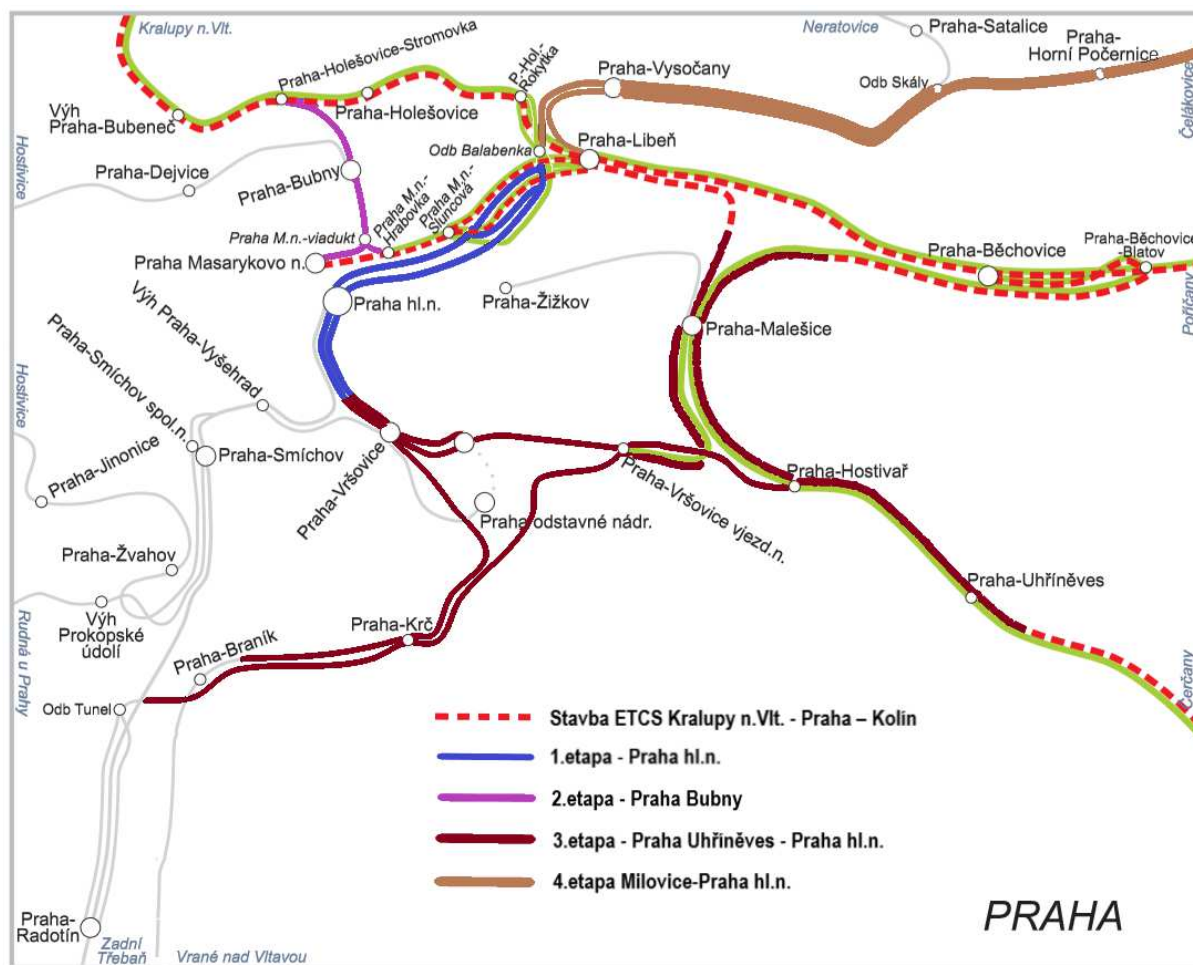 Kralupy n.Vlt.
Neratovice
Praha-Satalice
Praha-
Horní Počernice
Praha-Holešovice-Stromovka
P.-Hol.-
Rokytka
Praha-Vysočany
Odb Skály
Čelákovice
Výh
Praha-Bubeneč
Praha-Holešovice
Hostivice
Odb Balabenka
Praha-Libeň
Praha-Dejvice
Praha-Bubny
Praha M.n.-
Hrabovka
Praha M.n.-
Sluncová
Praha M.n.-viadukt
Praha Masarykovo n.
Praha-Běchovice
Praha-Běchovice
-Blatov
Poříčany
Praha hl.n.
Praha-Žižkov
Praha-Malešice
Výh Praha-Vyšehrad
Praha-Smíchov spol.n.
Hostivice
Praha-Smíchov
Praha-Jinonice
Praha-Vršovice
Praha-Vršovice vjezd.n.
Praha-Hostivař
Praha odstavné nádr.
Praha-Žvahov
Výh
Prokopské
údolí
Rudná u Prahy
Praha-Uhříněves
Praha-Krč
Praha-Braník
Odb Tunel
Čerčany
Stavba ETCS Kralupy n.Vlt. - Praha – Kolín
1.etapa - Praha hl.n.
2.etapa - Praha Bubny
3.etapa - Praha Uhříněves - Praha hl.n.
4.etapa Milovice-Praha hl.n.
PRAHA
Praha-
Radotín
Zadní
Třebaň
Vrané nad Vltavou